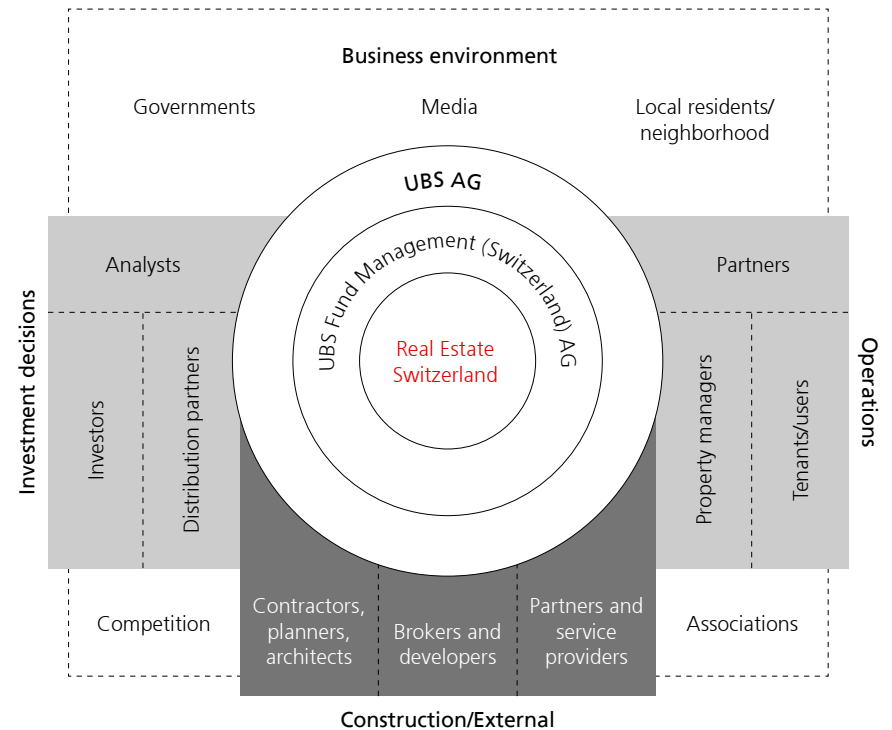 Business environment
Governments
Media
Local residents/
neighborhood
UBS AG
UBS Fund Management (Switzerland) AG
Real Estate
Switzerland
Investment decisions
Analysts
Investors
Distribution partners
Partners
Property managers
Tenants/users
Operations
Competition
Contractors,
planners,
architects
Brokers and
developers
Partners and
service
providers
Associations
Construction/External